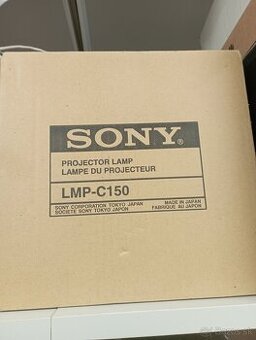 SONY®
PROJECTOR LAMP
LAMPE DU PROJECTEUR
LMP-C150
SONY CORPORATION TOKYO JAPAN
SOCIETE SONY TOKYO JAPON
MADE IN JAPAN
FABRIQUE AU JAPON